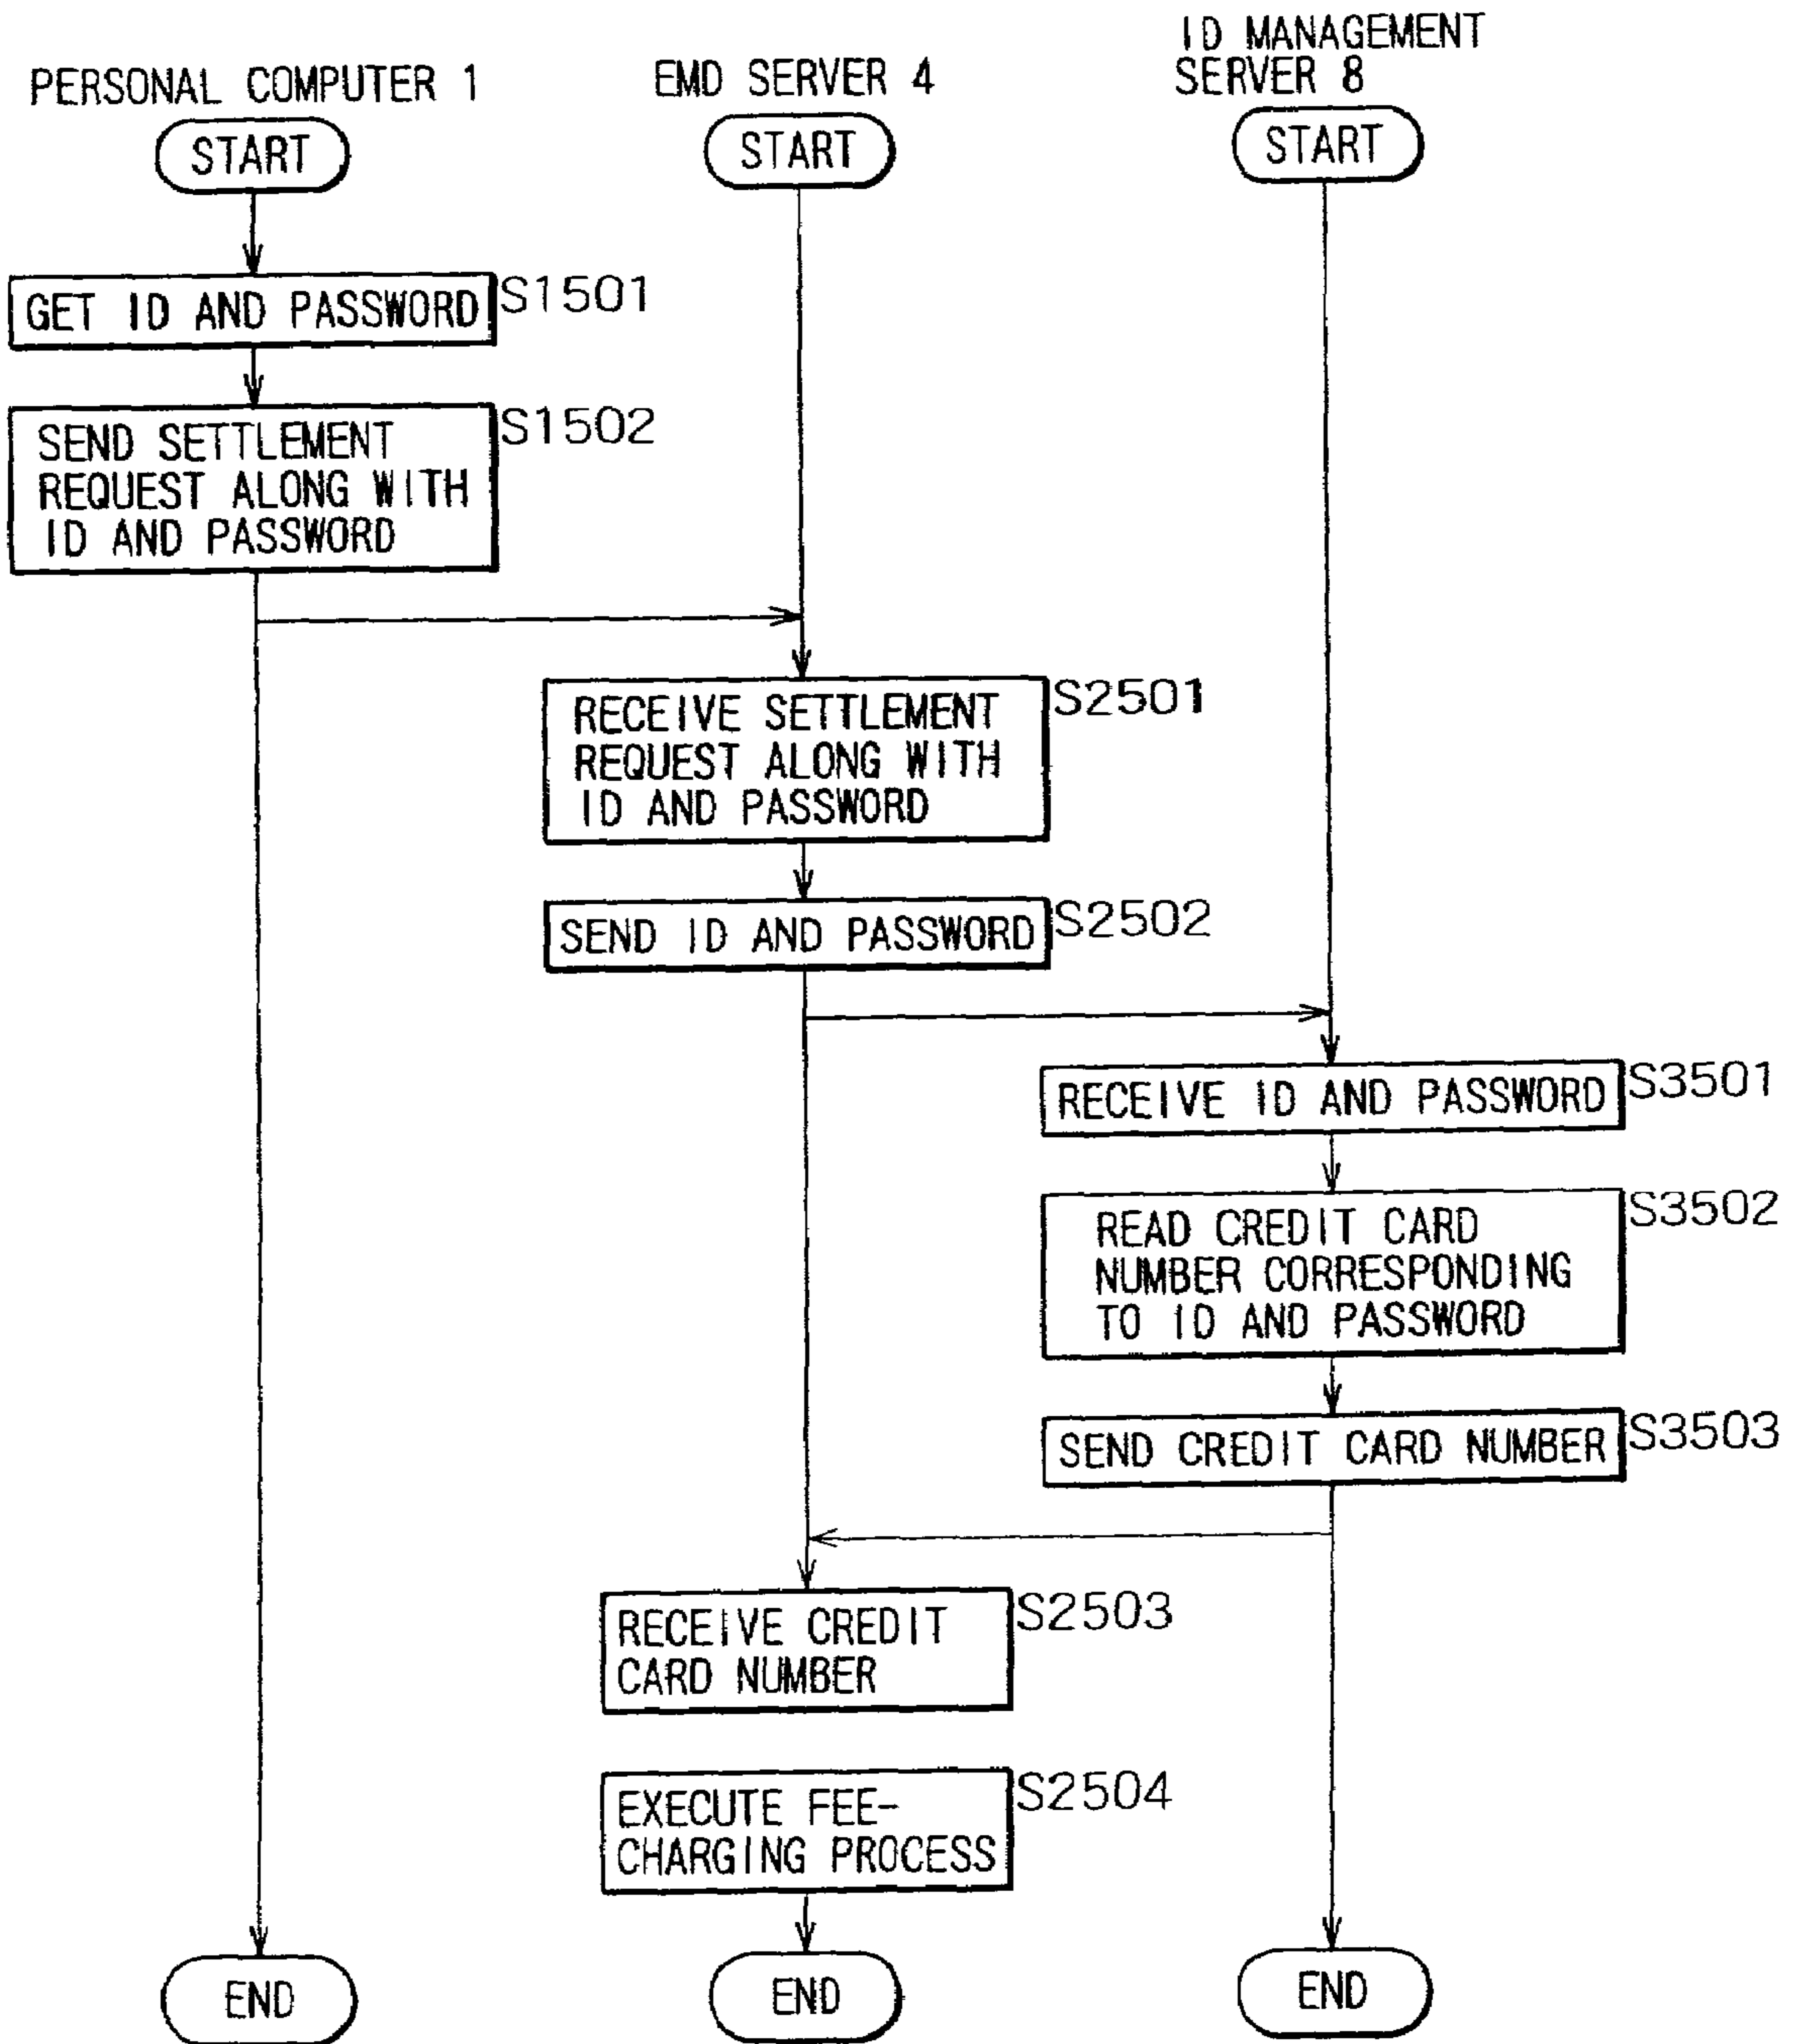 PERSONAL COMPUTER 1
EMD SERVER 4
ID MANAGEMENT
SERVER 8
START
START
START
GET ID AND PASSWORD
S1501
SEND SETTLEMENT
REQUEST ALONG WITH
ID AND PASSWORD
S1502
RECEIVE SETTLEMENT
REQUEST ALONG WITH
ID AND PASSWORD
S2501
SEND ID AND PASSWORD
S2502
RECEIVE ID AND PASSWORD
S3501
READ CREDIT CARD
NUMBER CORRESPONDING
TO ID AND PASSWORD
S3502
SEND CREDIT CARD NUMBER
S3503
RECEIVE CREDIT
CARD NUMBER
S2503
EXECUTE FEE-
CHARGING PROCESS
S2504
END
END
END